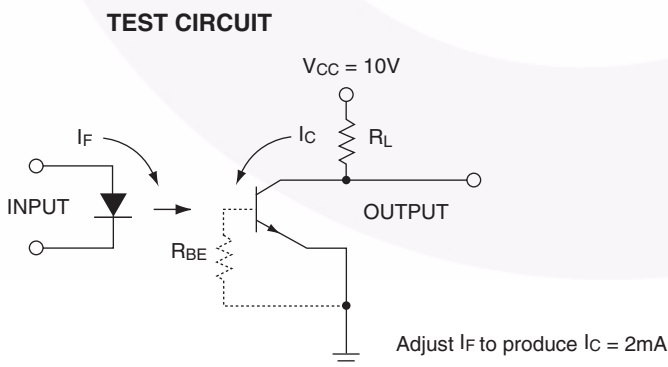 TEST CIRCUIT
VCC = 10V
IF
IC
RL
INPUT
OUTPUT
RBE
Adjust IF to produce IC = 2mA